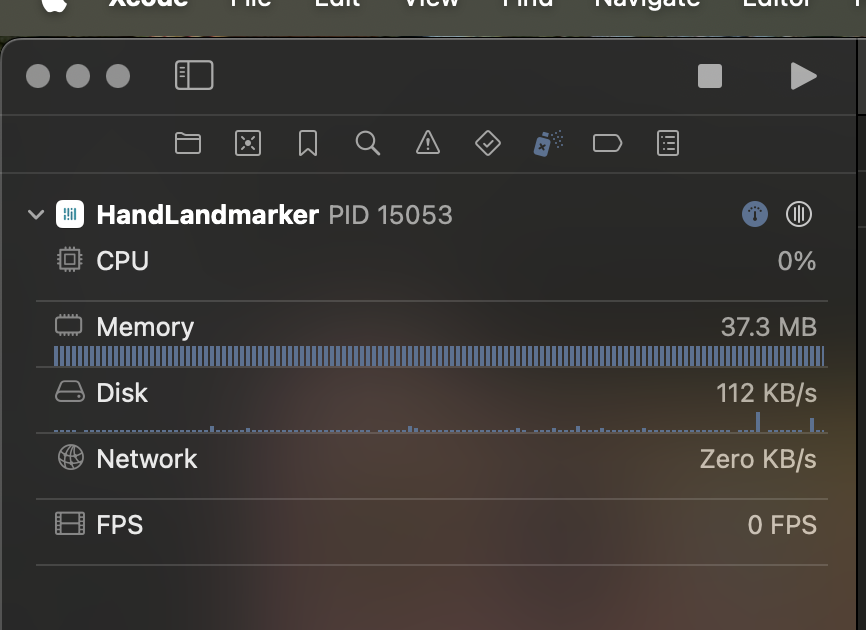 Xcode File Edit View Find Navigate Editor
HandLandmarker PID 15053
CPU 0%
Memory 37.3 MB
Disk 112 KB/s
Network Zero KB/s
FPS 0 FPS